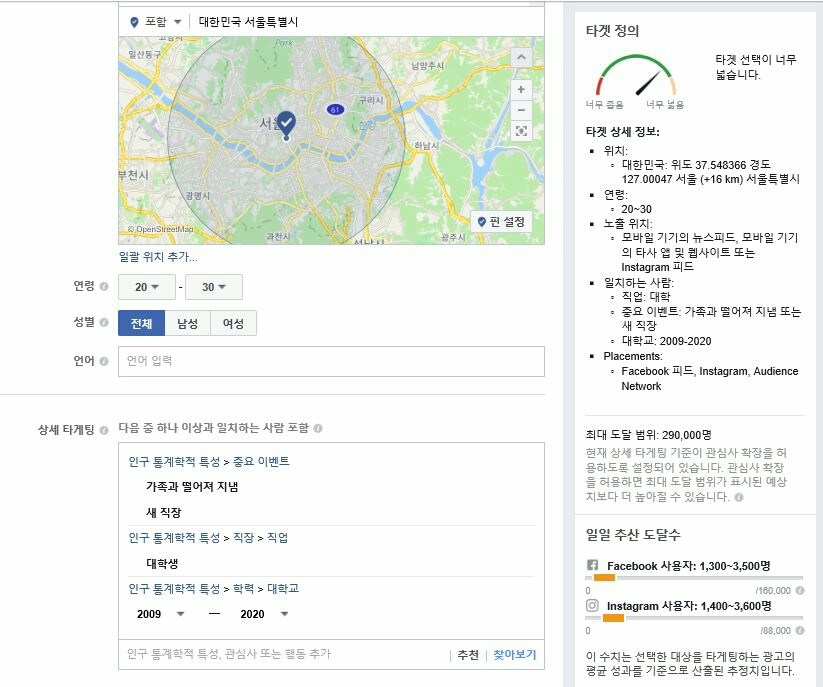 포함
대한민국 서울특별시
Park
일산동구
남양주시
구리시
61
서울
한강
하남시
부천시
광명시
© OpenStreetMap
과천시
성남시
광주시
핀 설정
일괄 위치 추가...
연령
20 - 30
성별
전체 남성 여성
언어
언어 입력
상세 타게팅
다음 중 하나 이상과 일치하는 사람 포함
인구 통계학적 특성 > 중요 이벤트
가족과 떨어져 지냄
새 직장
인구 통계학적 특성 > 직장 > 직업
대학생
인구 통계학적 특성 > 학력 > 대학교
2009 — 2020
인구 통계학적 특성, 관심사 또는 행동 추가
추천 찾아보기
타겟 정의
너무 좁음 너무 넓음
타겟 선택이 너무
넓습니다.
타겟 상세 정보:
위치:
대한민국: 위도 37.548366 경도
127.00047 서울 (+16 km) 서울특별시
연령:
20~30
노출 위치:
모바일 기기의 뉴스피드, 모바일 기기
의 타사 앱 및 웹사이트 또는
Instagram 피드
일치하는 사람:
직업: 대학
중요 이벤트: 가족과 떨어져 지냄 또는
새 직장
대학교: 2009-2020
Placements:
Facebook 피드, Instagram, Audience
Network
최대 도달 범위: 290,000명
현재 상세 타게팅 기준이 관심사 확장을 허
용하도록 설정되어 있습니다. 관심사 확장
을 허용하면 최대 도달 범위가 표시된 예상
치보다 더 높아질 수 있습니다.
일일 추산 도달수
Facebook 사용자: 1,300~3,500명
0 /160,000
Instagram 사용자: 1,400~3,600명
0 /88,000
이 수치는 선택한 대상을 타게팅하는 광고의
평균 성과를 기준으로 산출된 추정치입니다.